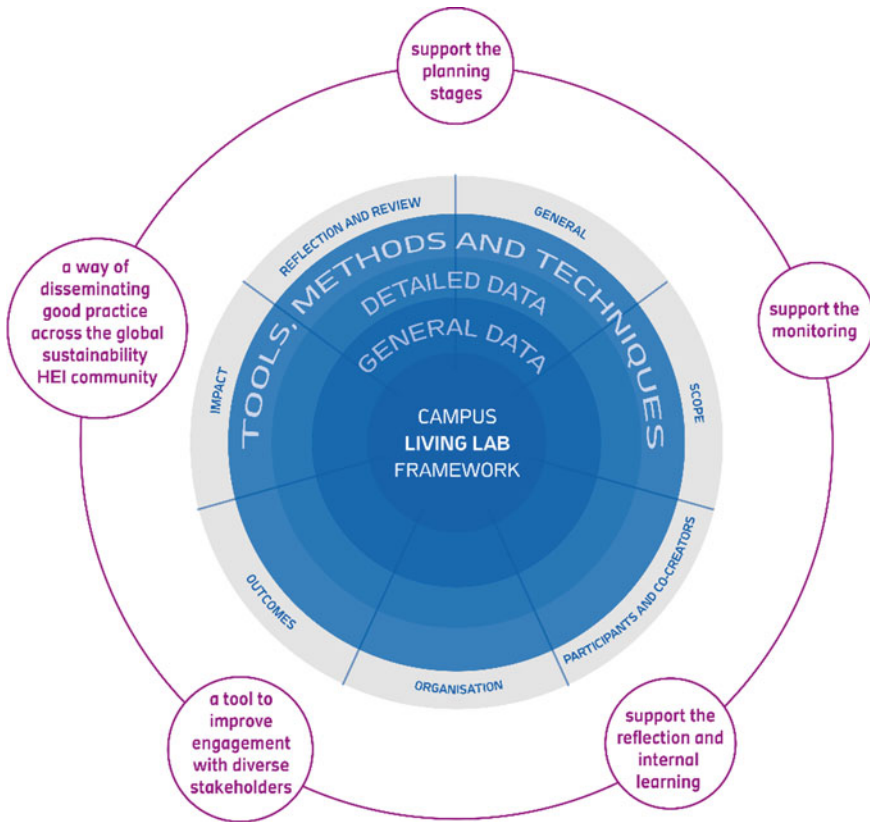 support the
planning
stages
REFLECTION AND REVIEW
GENERAL
TOOLS, METHODS AND TECHNIQUES
DETAILED DATA
GENERAL DATA
a way of
disseminating
good practice
across the global
sustainability
HEI community
support the
monitoring
IMPACT
SCOPE
CAMPUS
LIVING LAB
FRAMEWORK
OUTCOMES
PARTICIPANTS AND CO-CREATORS
ORGANISATION
a tool to
improve
engagement
with diverse
stakeholders
support the
reflection and
internal
learning